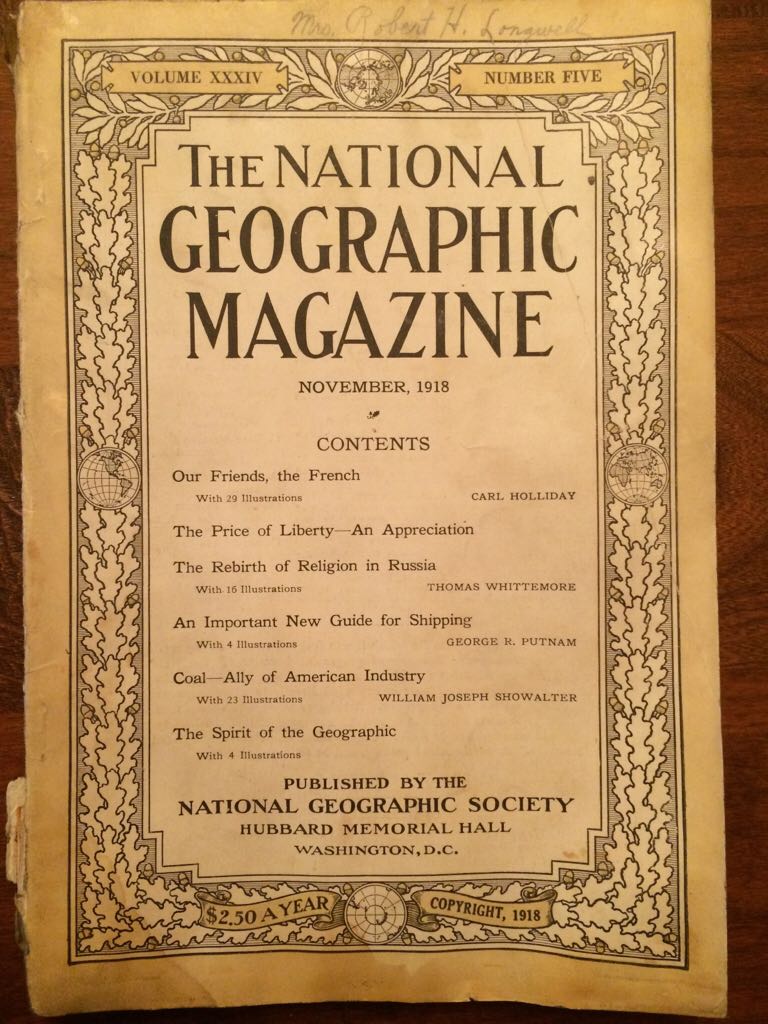 Mrs. Robert H. Longwell
VOLUME XXXIV
NUMBER FIVE
THE NATIONAL
GEOGRAPHIC
MAGAZINE
NOVEMBER, 1918
CONTENTS
Our Friends, the French
With 29 Illustrations CARL HOLLIDAY
The Price of Liberty—An Appreciation
The Rebirth of Religion in Russia
With 16 Illustrations THOMAS WHITTEMORE
An Important New Guide for Shipping
With 4 Illustrations GEORGE R. PUTNAM
Coal—Ally of American Industry
With 23 Illustrations WILLIAM JOSEPH SHOWALTER
The Spirit of the Geographic
With 4 Illustrations
PUBLISHED BY THE
NATIONAL GEOGRAPHIC SOCIETY
HUBBARD MEMORIAL HALL
WASHINGTON, D.C.
$2.50 A YEAR
COPYRIGHT, 1918